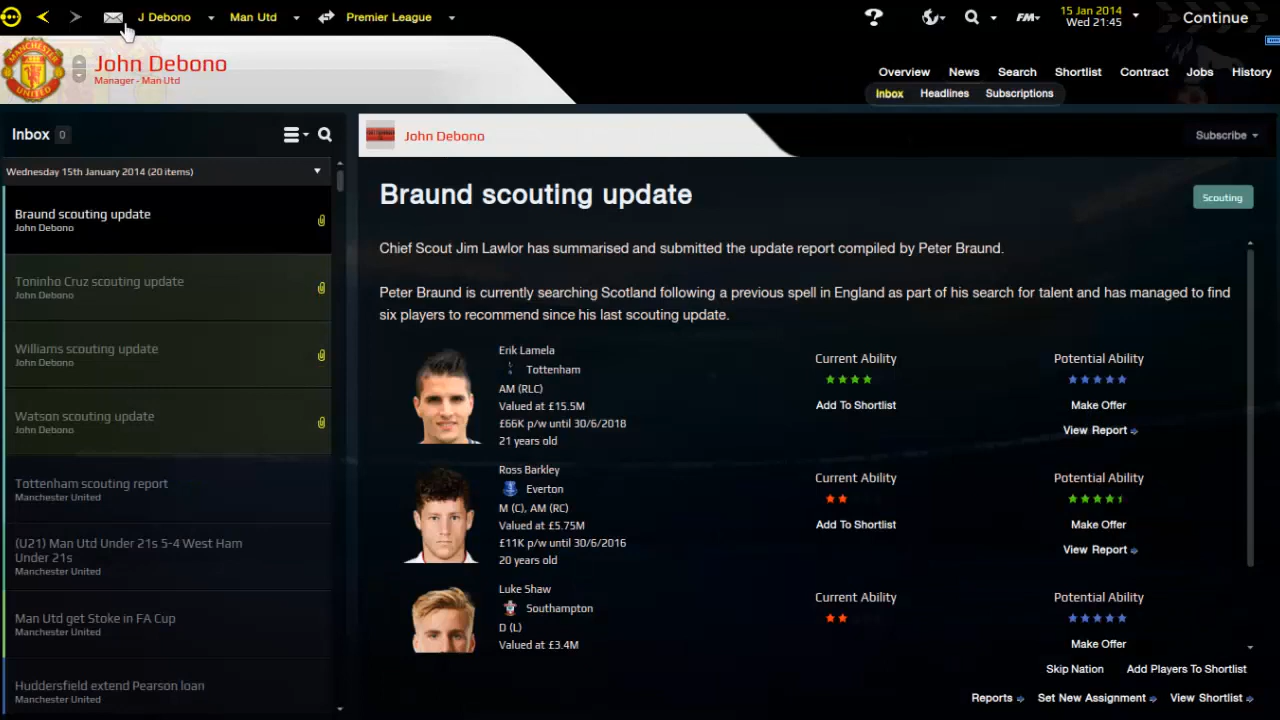 J Debono
Man Utd
Premier League
?
FM
15 Jan 2014
Wed 21:45
Continue
John Debono
Manager - Man Utd
Overview
News
Search
Shortlist
Contract
Jobs
History
Inbox
Headlines
Subscriptions
Inbox 0
Wednesday 15th January 2014 (20 items)
Braund scouting update
John Debono
Toninho Cruz scouting update
John Debono
Williams scouting update
John Debono
Watson scouting update
John Debono
Tottenham scouting report
Manchester United
(U21) Man Utd Under 21s 5-4 West Ham
Under 21s
Manchester United
Man Utd get Stoke in FA Cup
Manchester United
Huddersfield extend Pearson loan
Manchester United
John Debono
Subscribe
Braund scouting update
Scouting
Chief Scout Jim Lawlor has summarised and submitted the update report compiled by Peter Braund.
Peter Braund is currently searching Scotland following a previous spell in England as part of his search for talent and has managed to find
six players to recommend since his last scouting update.
Erik Lamela
Tottenham
AM (RLC)
Valued at £15.5M
£66K p/w until 30/6/2018
21 years old
Current Ability
Add To Shortlist
Potential Ability
Make Offer
View Report
Ross Barkley
Everton
M (C), AM (RC)
Valued at £5.75M
£11K p/w until 30/6/2016
20 years old
Current Ability
Add To Shortlist
Potential Ability
Make Offer
View Report
Luke Shaw
Southampton
D (L)
Valued at £3.4M
Current Ability
Potential Ability
Make Offer
Skip Nation
Add Players To Shortlist
Reports
Set New Assignment
View Shortlist